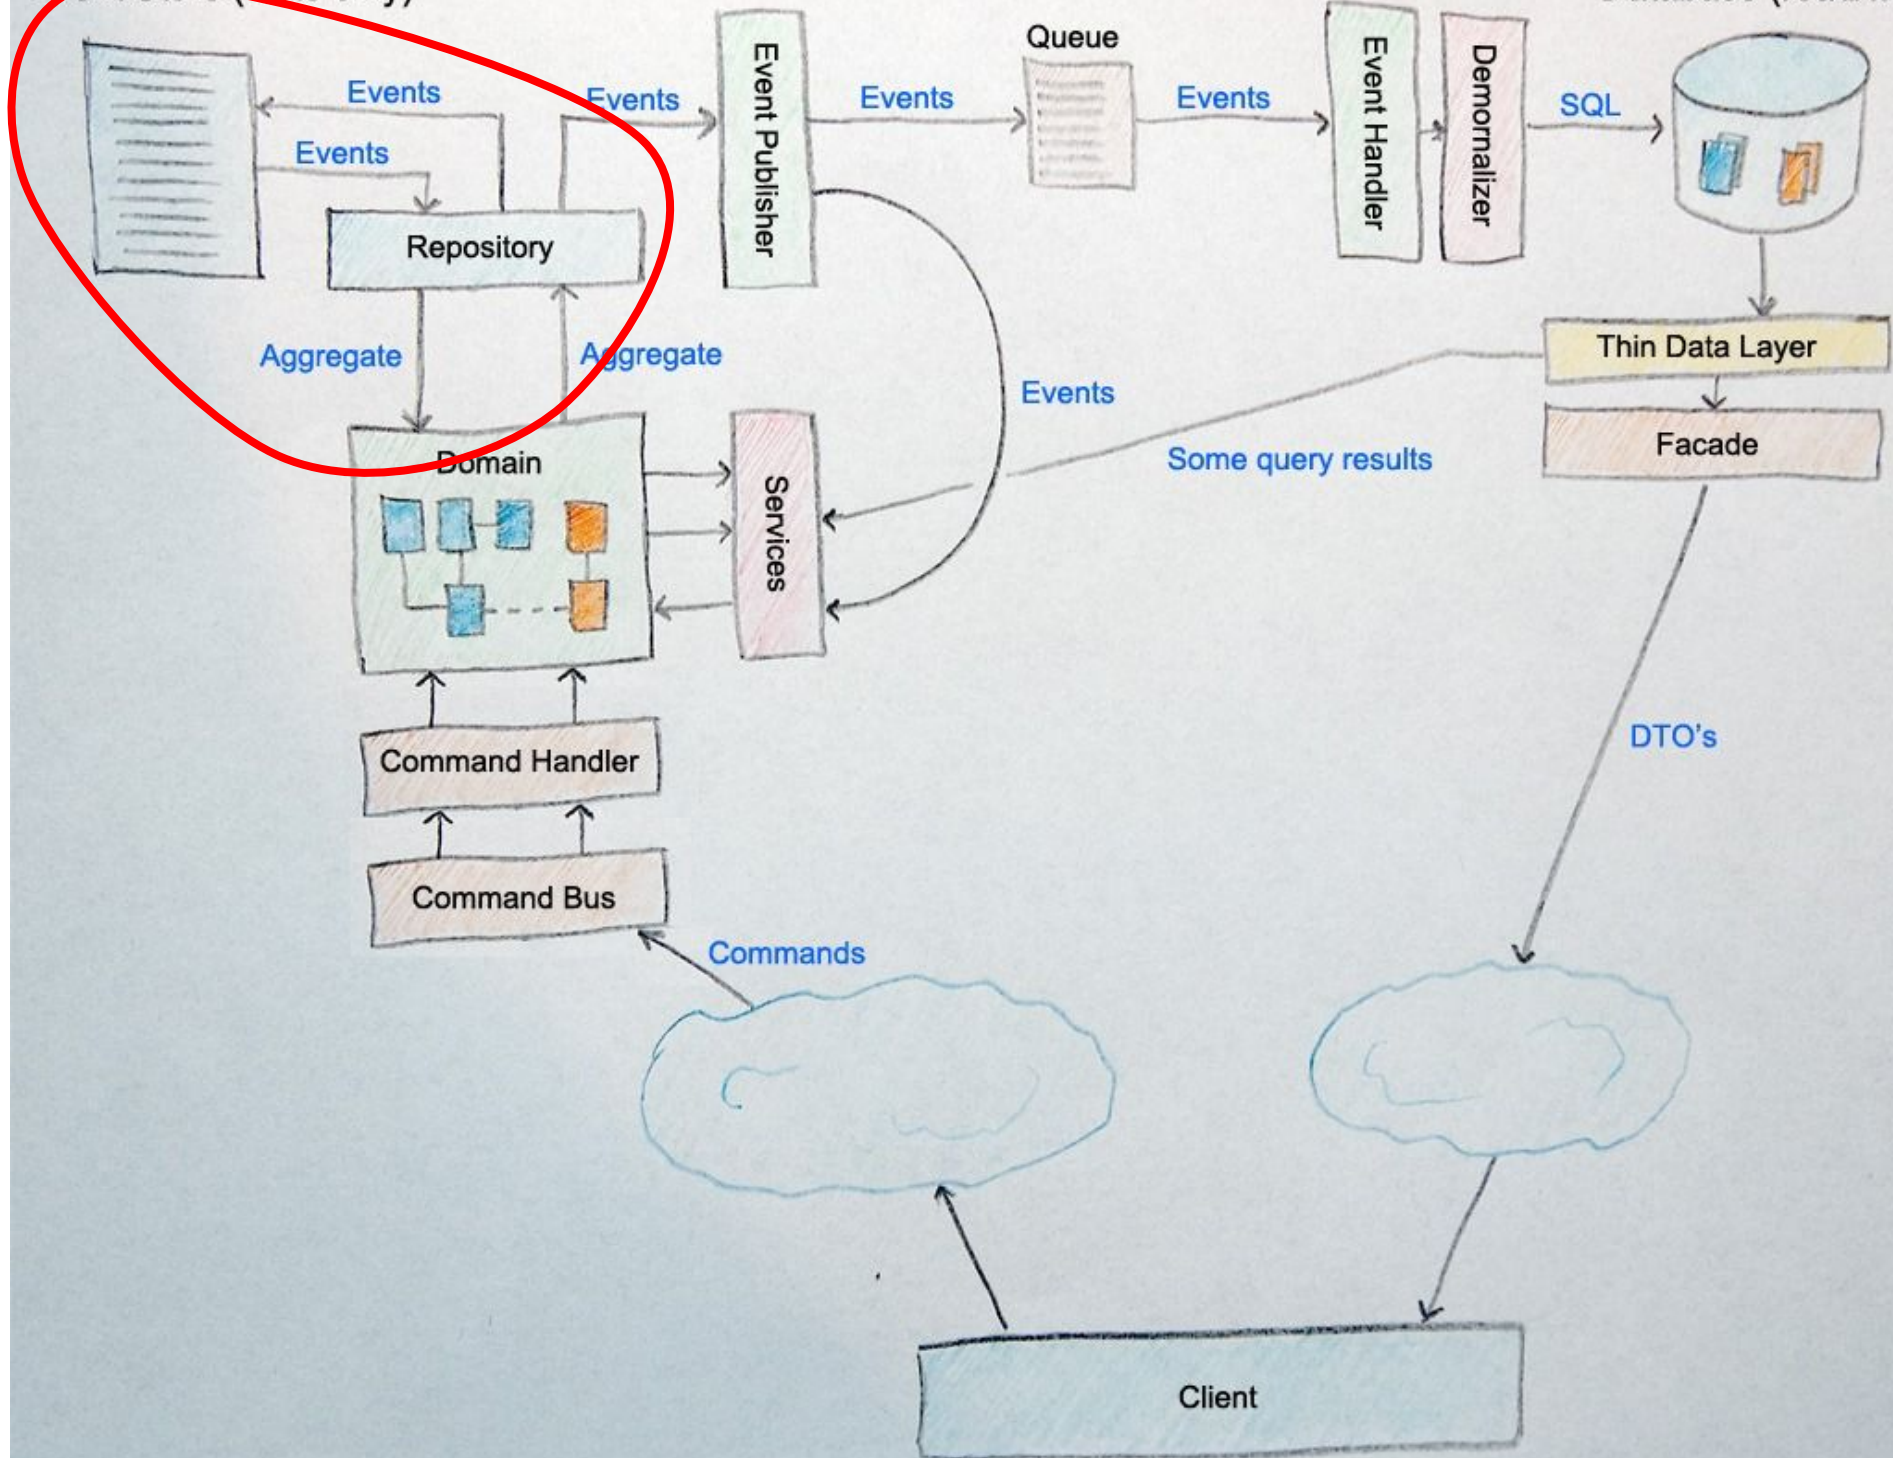 Queue
Events
Events
Events
Events
SQL
Events
Event Publisher
Event Handler
Demornalizer
Repository
Thin Data Layer
Aggregate
Aggregate
Events
Facade
Some query results
Domain
Services
DTO's
Command Handler
Command Bus
Commands
Client